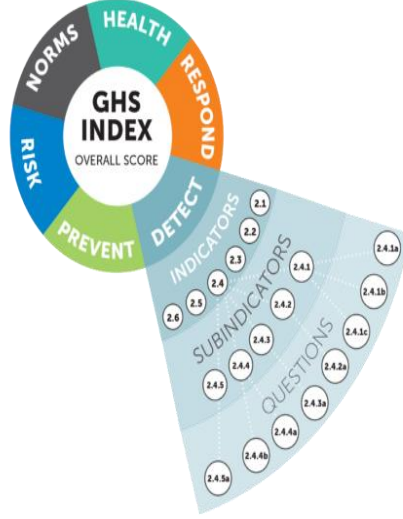 NORMS
HEALTH
RESPOND
GHS
INDEX
OVERALL SCORE
RISK
PREVENT
DETECT
INDICATORS
2.1
2.2
2.3
2.4
2.5
2.6
SUBINDICATORS
2.4.1
2.4.2
2.4.3
2.4.4
2.4.5
QUESTIONS
2.4.1a
2.4.1b
2.4.1c
2.4.2a
2.4.3a
2.4.4a
2.4.4b
2.4.5a